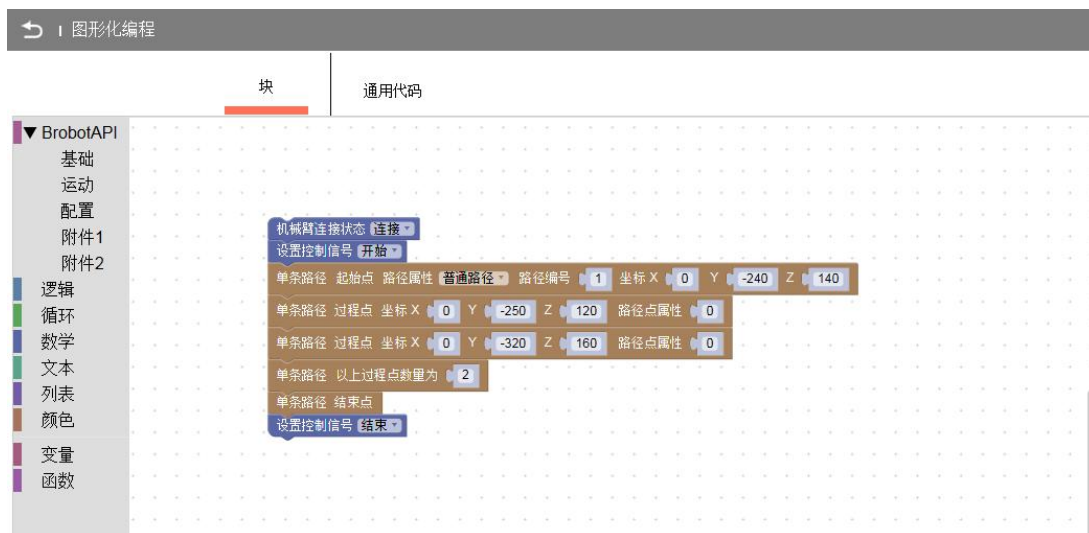 图形化编程
块 通用代码
BrobotAPI
基础
运动
配置
附件1
附件2
逻辑
循环
数学
文本
列表
颜色
变量
函数
机械臂连接状态 连接
设置控制信号 开始
单条路径 起始点 路径属性 普通路径 路径编号 1 坐标 X 0 Y -240 Z 140
单条路径 过程点 坐标 X 0 Y -250 Z 120 路径点属性 0
单条路径 过程点 坐标 X 0 Y -320 Z 160 路径点属性 0
单条路径 以上过程点数量为 2
单条路径 结束点
设置控制信号 结束